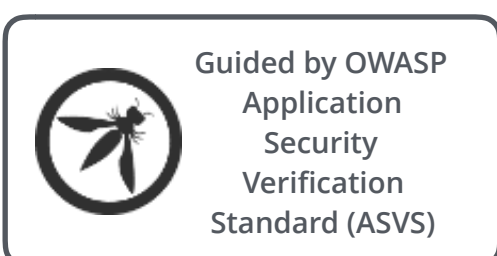 Guided by OWASP
Application
Security
Verification
Standard (ASVS)